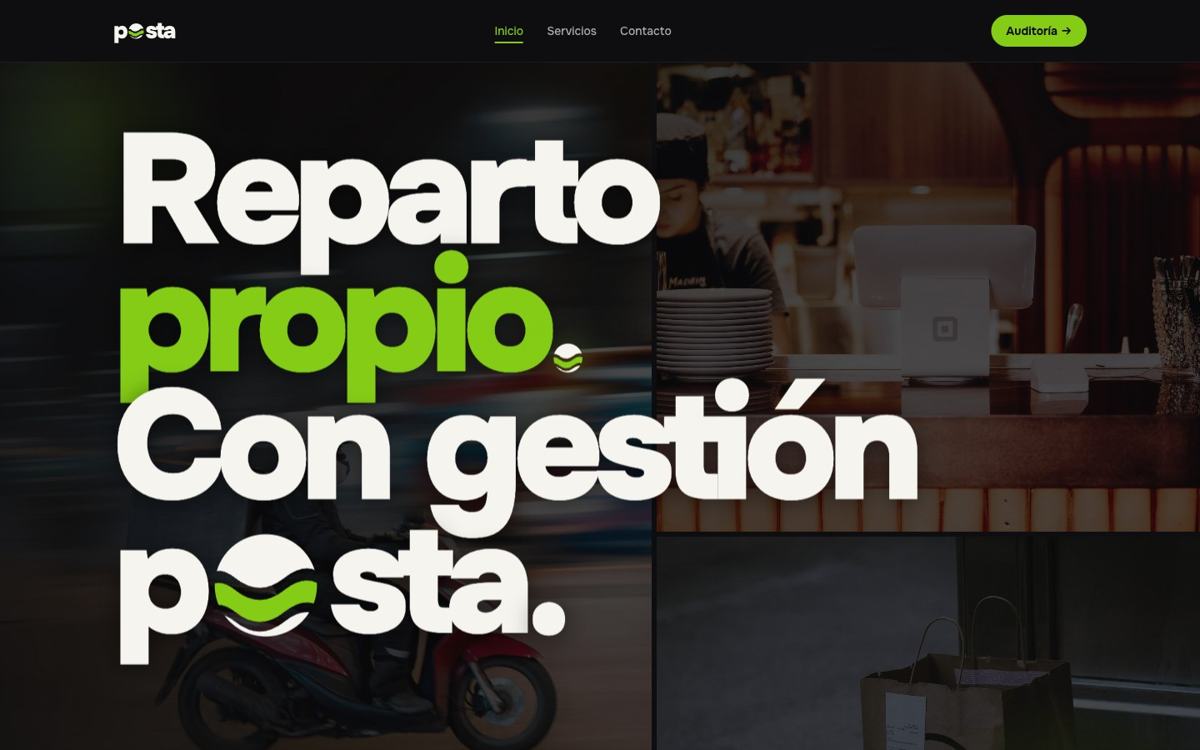 posta
Inicio
Servicios
Contacto
Auditoría →
Reparto
propio.
Con gestión
posta.